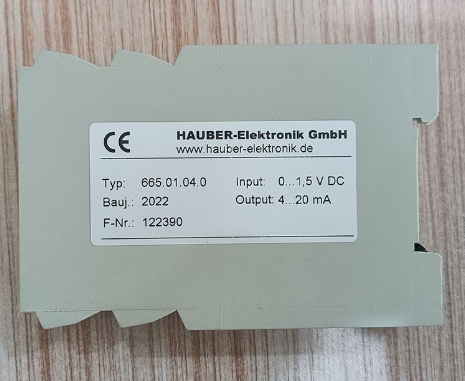 CE
HAUBER-Elektronik GmbH
www.hauber-elektronik.de
Typ: 665.01.04.0 Input: 0...1,5 V DC
Bauj.: 2022 Output: 4...20 mA
F-Nr.: 122390